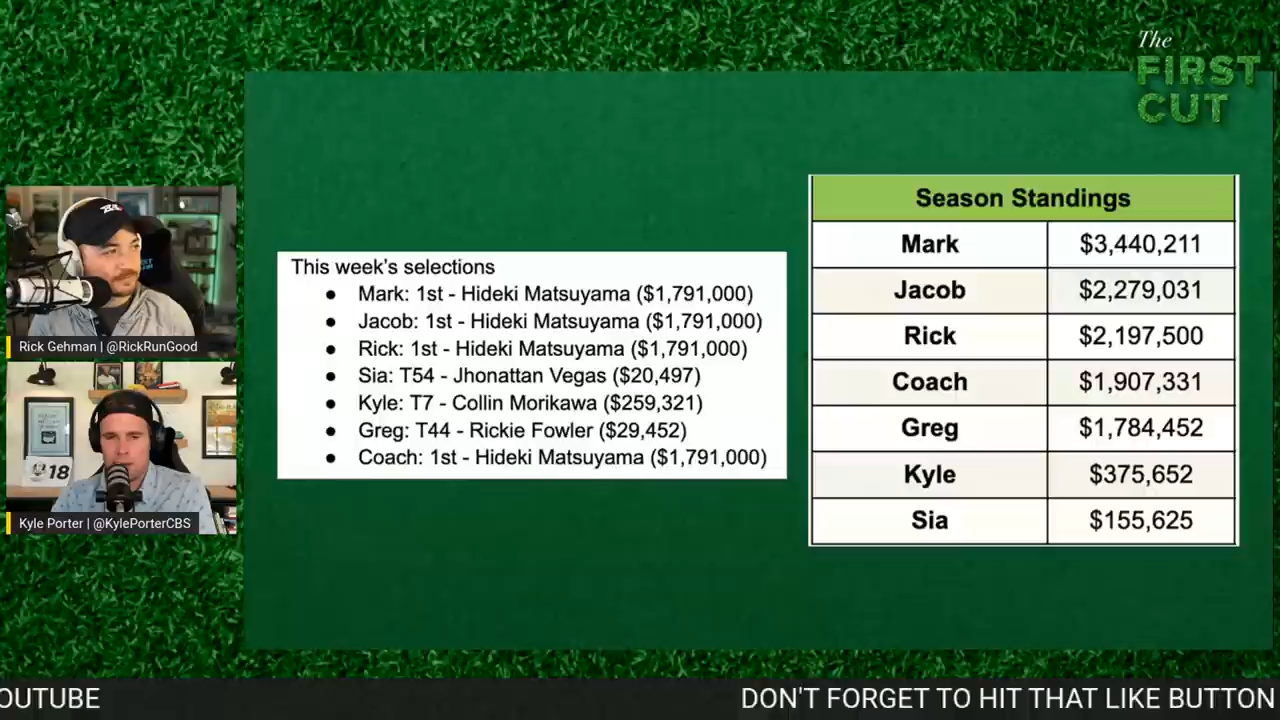 The
FIRST
CUT
Season Standings
Mark $3,440,211
Jacob $2,279,031
Rick $2,197,500
Coach $1,907,331
Greg $1,784,452
Kyle $375,652
Sia $155,625
This week's selections
● Mark: 1st - Hideki Matsuyama ($1,791,000)
● Jacob: 1st - Hideki Matsuyama ($1,791,000)
● Rick: 1st - Hideki Matsuyama ($1,791,000)
● Sia: T54 - Jhonattan Vegas ($20,497)
● Kyle: T7 - Collin Morikawa ($259,321)
● Greg: T44 - Rickie Fowler ($29,452)
● Coach: 1st - Hideki Matsuyama ($1,791,000)
Rick Gehman | @RickRunGood
18
Kyle Porter | @KylePorterCBS
OUTUBE DON'T FORGET TO HIT THAT LIKE BUTTON